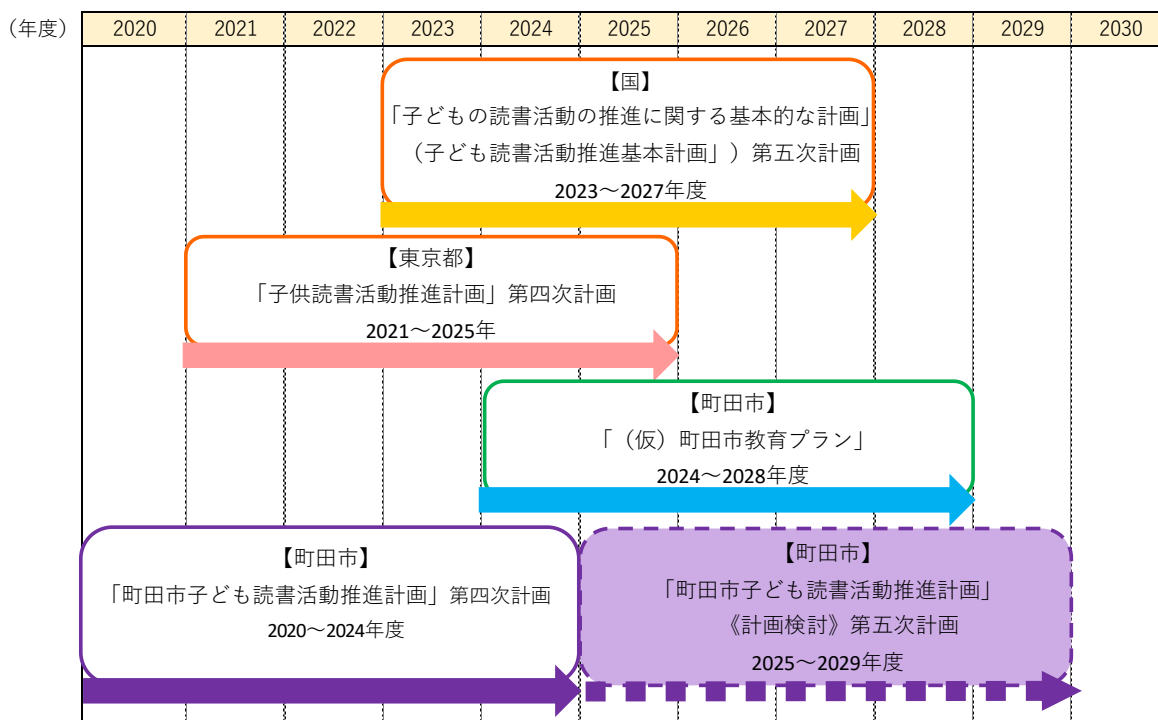 （年度） 2020 2021 2022 2023 2024 2025 2026 2027 2028 2029 2030
【国】
「子どもの読書活動の推進に関する基本的な計画」
（子ども読書活動推進基本計画」）第五次計画
2023～2027年度
【東京都】
「子供読書活動推進計画」第四次計画
2021～2025年
【町田市】
「（仮）町田市教育プラン」
2024～2028年度
【町田市】
「町田市子ども読書活動推進計画」第四次計画
2020～2024年度
【町田市】
「町田市子ども読書活動推進計画」
《計画検討》第五次計画
2025～2029年度